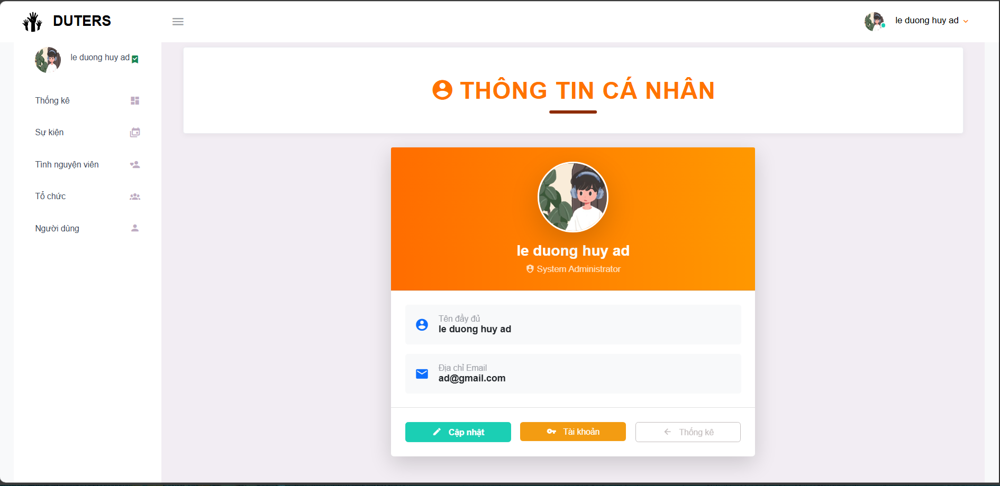 DUTERS
le duong huy ad
le duong huy ad
Thống kê
Sự kiện
Tình nguyện viên
Tổ chức
Người dùng
THÔNG TIN CÁ NHÂN
le duong huy ad
System Administrator
Tên đầy đủ
le duong huy ad
Địa chỉ Email
ad@gmail.com
Cập nhật
Tài khoản
Thống kê